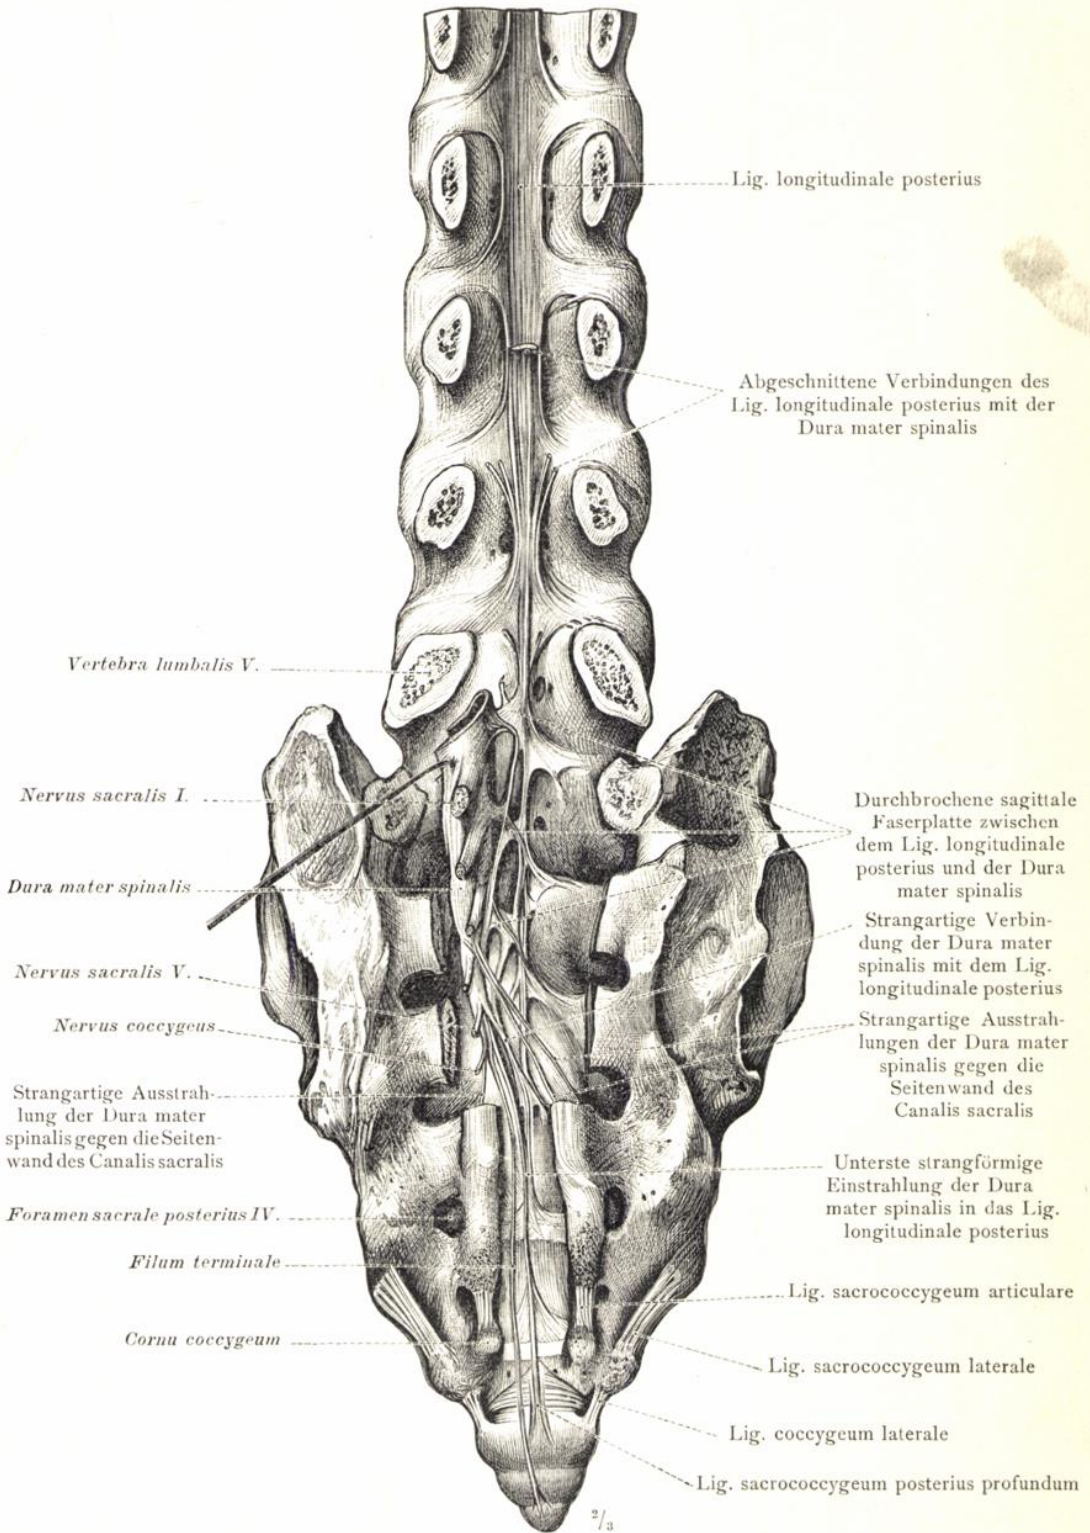 Lig. longitudinale posterius
Abgeschnittene Verbindungen des
Lig. longitudinale posterius mit der
Dura mater spinalis
Vertebra lumbalis V.
Nervus sacralis I.
Dura mater spinalis
Nervus sacralis V.
Nervus coccygeus
Strangartige Ausstrah-
lung der Dura mater
spinalis gegen die Seiten-
wand des Canalis sacralis
Foramen sacrale posterius IV.
Filum terminale
Cornu coccygeum
Durchbrochene sagittale
Faserplatte zwischen
dem Lig. longitudinale
posterius und der Dura
mater spinalis
Strangartige Verbin-
dung der Dura mater
spinalis mit dem Lig.
longitudinale posterius
Strangartige Ausstrah-
lungen der Dura mater
spinalis gegen die
Seitenwand des
Canalis sacralis
Unterste strangförmige
Einstrahlung der Dura
mater spinalis in das Lig.
longitudinale posterius
Lig. sacrococcygeum articulare
Lig. sacrococcygeum laterale
Lig. coccygeum laterale
Lig. sacrococcygeum posterius profundum
2/3